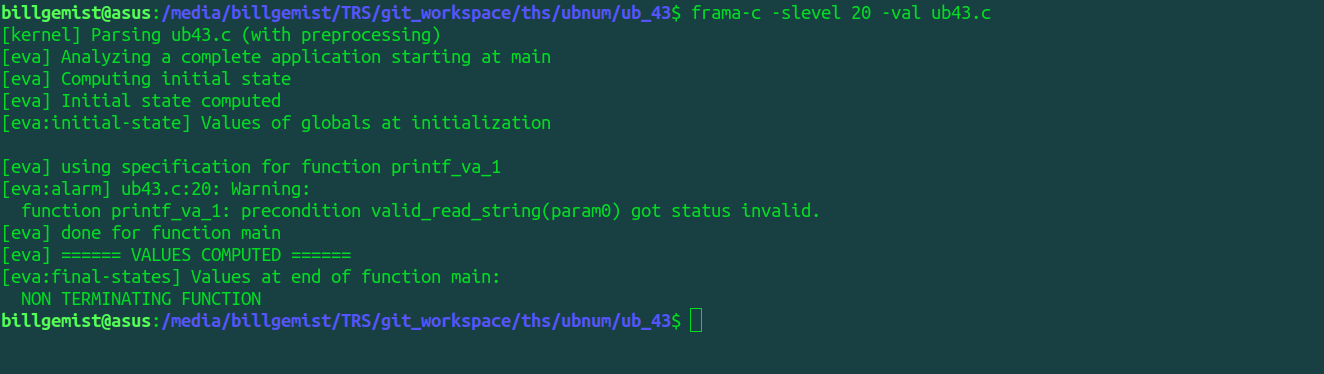 billgemist@asus:/media/billgemist/TRS/git_workspace/ths/ubnum/ub_43$ frama-c -slevel 20 -val ub43.c
[kernel] Parsing ub43.c (with preprocessing)
[eva] Analyzing a complete application starting at main
[eva] Computing initial state
[eva] Initial state computed
[eva:initial-state] Values of globals at initialization
[eva] using specification for function printf_va_1
[eva:alarm] ub43.c:20: Warning:
  function printf_va_1: precondition valid_read_string(param0) got status invalid.
[eva] done for function main
[eva] ====== VALUES COMPUTED ======
[eva:final-states] Values at end of function main:
  NON TERMINATING FUNCTION
billgemist@asus:/media/billgemist/TRS/git_workspace/ths/ubnum/ub_43$